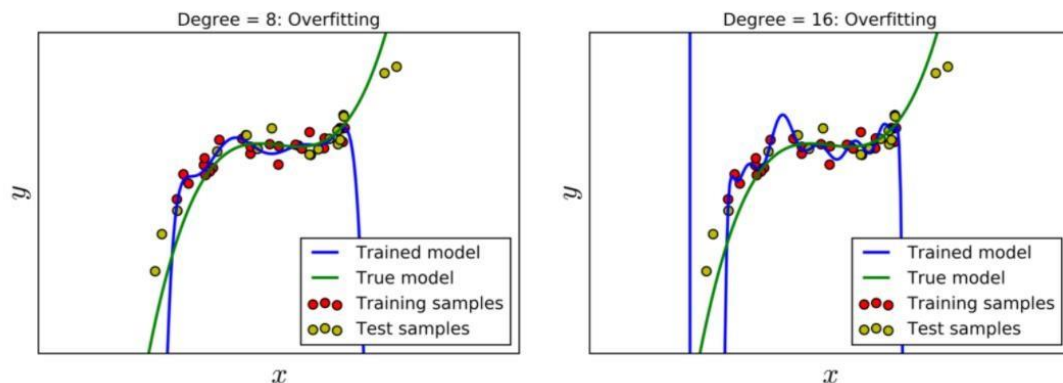 Degree = 8: Overfitting
y
Trained model
True model
Training samples
Test samples
x
Degree = 16: Overfitting
y
Trained model
True model
Training samples
Test samples
x